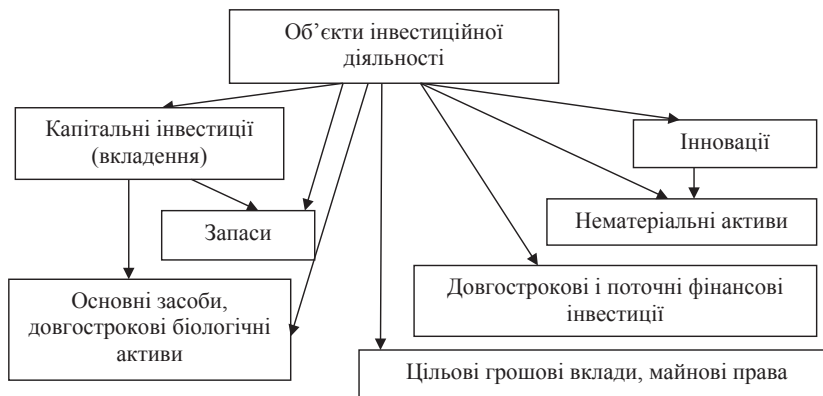 Об’єкти інвестиційної
діяльності
Капітальні інвестиції
(вкладення)
Інновації
Запаси
Нематеріальні активи
Основні засоби,
довгострокові біологічні
активи
Довгострокові і поточні фінансові
інвестиції
Цільові грошові вклади, майнові права